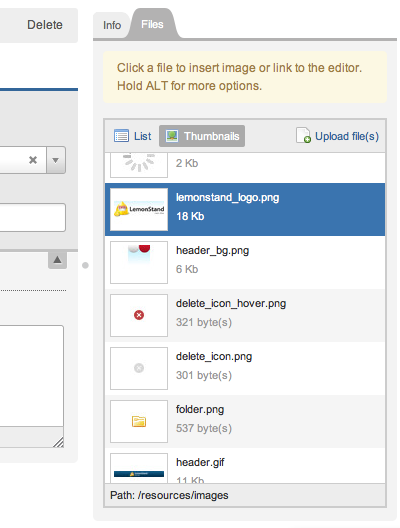 Delete
Info
Files
Click a file to insert image or link to the editor.
Hold ALT for more options.
List
Thumbnails
Upload file(s)
2 Kb
LemonStand
lemonstand_logo.png
18 Kb
header_bg.png
6 Kb
delete_icon_hover.png
321 byte(s)
delete_icon.png
301 byte(s)
folder.png
537 byte(s)
header.gif
11 Kb
Path: /resources/images